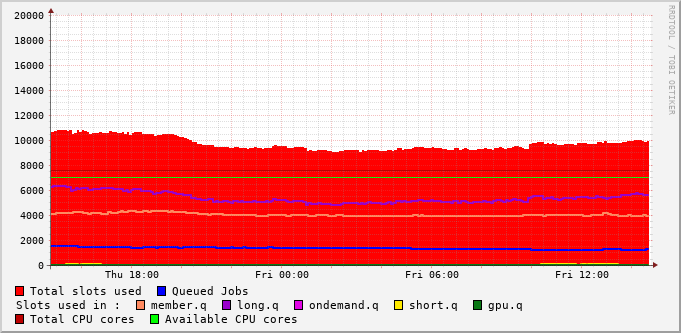 20000
18000
16000
14000
12000
10000
8000
6000
4000
2000
0
Thu 18:00 Fri 00:00 Fri 06:00 Fri 12:00
RRDTOOL / TOBI OETIKER
Total slots used Queued Jobs
Slots used in : member.q long.q ondemand.q short.q gpu.q
Total CPU cores Available CPU cores